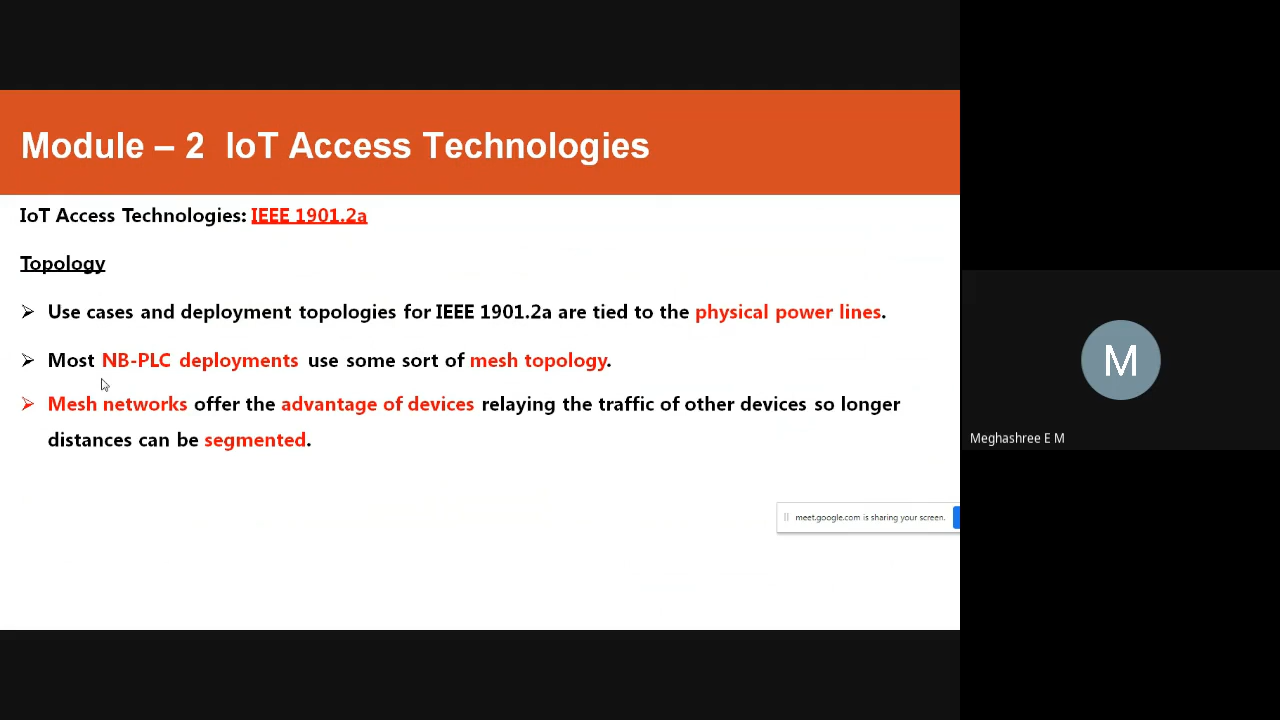 Module – 2 IoT Access Technologies
IoT Access Technologies: IEEE 1901.2a
Topology
➢ Use cases and deployment topologies for IEEE 1901.2a are tied to the physical power lines.
➢ Most NB-PLC deployments use some sort of mesh topology.
➢ Mesh networks offer the advantage of devices relaying the traffic of other devices so longer
distances can be segmented.
meet.google.com is sharing your screen.
M
Meghashree E M